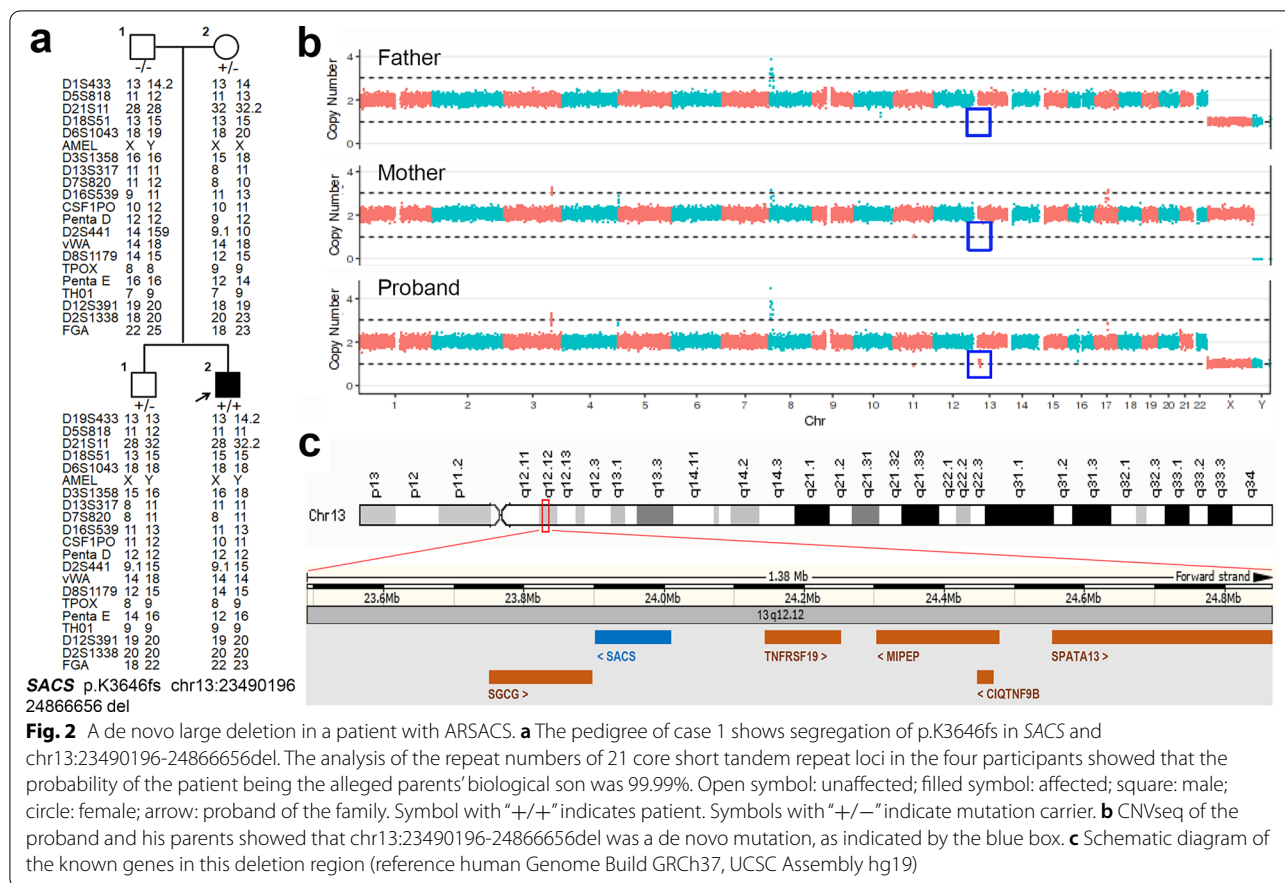 a
1
2
-/-
+/-
D1S433 13 14.2 13 14
D5S818 11 12 11 13
D21S11 28 28 32 32.2
D18S51 13 15 13 15
D6S1043 18 19 18 20
AMEL X Y X X
D3S1358 16 16 15 18
D13S317 11 11 8 11
D7S820 11 12 8 10
D16S539 9 11 11 13
CSF1PO 10 12 10 11
Penta D 12 12 9 12
D2S441 14 159 9.1 10
vWA 14 18 14 18
D8S1179 14 15 12 15
TPOX 8 8 9 9
Penta E 16 16 12 14
TH01 7 9 7 9
D12S391 19 20 18 19
D2S1338 18 20 20 23
FGA 22 25 18 23
1
2
+/-
+/+
D19S433 13 13 13 14.2
D5S818 11 12 11 11
D21S11 28 32 28 32.2
D18S51 13 15 15 15
D6S1043 18 18 18 18
AMEL X Y X Y
D3S1358 15 16 16 18
D13S317 8 11 11 11
D7S820 8 11 8 11
D16S539 11 13 11 13
CSF1PO 11 12 10 11
Penta D 12 12 12 12
D2S441 9.1 15 9.1 15
vWA 14 18 14 14
D8S1179 12 15 14 15
TPOX 8 9 8 9
Penta E 14 16 12 16
TH01 9 9 9 9
D12S391 19 20 19 20
D2S1338 20 20 20 20
FGA 18 22 22 23
SACS p.K3646fs chr13:23490196
24866656 del
b
Father
Copy Number
4
2
0
Mother
Copy Number
4
2
0
Proband
Copy Number
4
2
0
1 2 3 4 5 6 7 8 9 10 11 12 13 14 15 16 17 18 19 20 21 22 X Y
Chr
c
p13 p12 p11.2 q12.11 q12.12 q12.13 q12.3 q13.1 q13.3 q14.11 q14.2 q14.3 q21.1 q21.2 q21.31 q21.32 q21.33 q22.1 q22.2 q22.3 q31.1 q31.2 q31.3 q32.1 q32.3 q33.1 q33.3 q34
Chr13
1.38 Mb Forward strand
23.6Mb 23.8Mb 24.0Mb 24.2Mb 24.4Mb 24.6Mb 24.8Mb
13q12.12
< SACS TNFRSF19 > < MIPEP SPATA13 >
SGCG > < CIQTNF9B
Fig. 2 A de novo large deletion in a patient with ARSACS. a The pedigree of case 1 shows segregation of p.K3646fs in SACS and
chr13:23490196-24866656del. The analysis of the repeat numbers of 21 core short tandem repeat loci in the four participants showed that the
probability of the patient being the alleged parents' biological son was 99.99%. Open symbol: unaffected; filled symbol: affected; square: male;
circle: female; arrow: proband of the family. Symbol with "+/+" indicates patient. Symbols with "+/−" indicate mutation carrier. b CNVseq of the
proband and his parents showed that chr13:23490196-24866656del was a de novo mutation, as indicated by the blue box. c Schematic diagram of
the known genes in this deletion region (reference human Genome Build GRCh37, UCSC Assembly hg19)